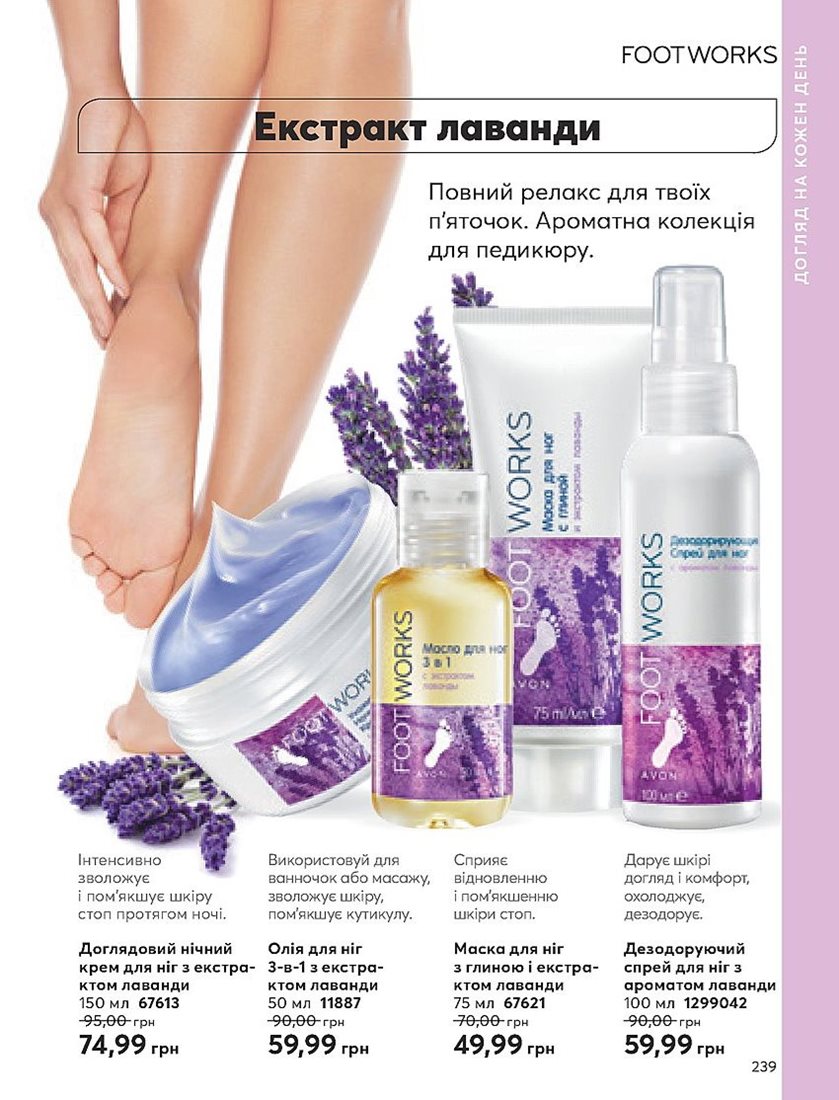 FOOTWORKS
ДОГЛЯД НА КОЖЕН ДЕНЬ
Екстракт лаванди
Повний релакс для твоїх
п'яточок. Ароматна колекція
для педикюру.
FOOT WORKS
FOOT WORKS
Масло для ног
3 в 1
с экстрактом
лаванды
AVON
FOOT WORKS
Маска для ног
с глиной
и экстрактом лаванды
AVON
75 ml/мл e
FOOT WORKS
Дезодорирующий
Спрей для ног
с ароматом лаванды
AVON
100 мл e
Інтенсивно
зволожує
і пом'якшує шкіру
стоп протягом ночі.
Доглядовий нічний
крем для ніг з екстра-
ктом лаванди
150 мл 67613
95,00 грн
74,99 грн
Використовуй для
ванночок або масажу,
зволожує шкіру,
пом'якшує кутикулу.
Олія для ніг
3-в-1 з екстра-
ктом лаванди
50 мл 11887
90,00 грн
59,99 грн
Сприяє
відновленню
і пом'якшенню
шкіри стоп.
Маска для ніг
з глиною і екстра-
ктом лаванди
75 мл 67621
70,00 грн
49,99 грн
Дарує шкірі
догляд і комфорт,
охолоджує,
дезодорує.
Дезодоруючий
спрей для ніг з
ароматом лаванди
100 мл 1299042
90,00 грн
59,99 грн
239